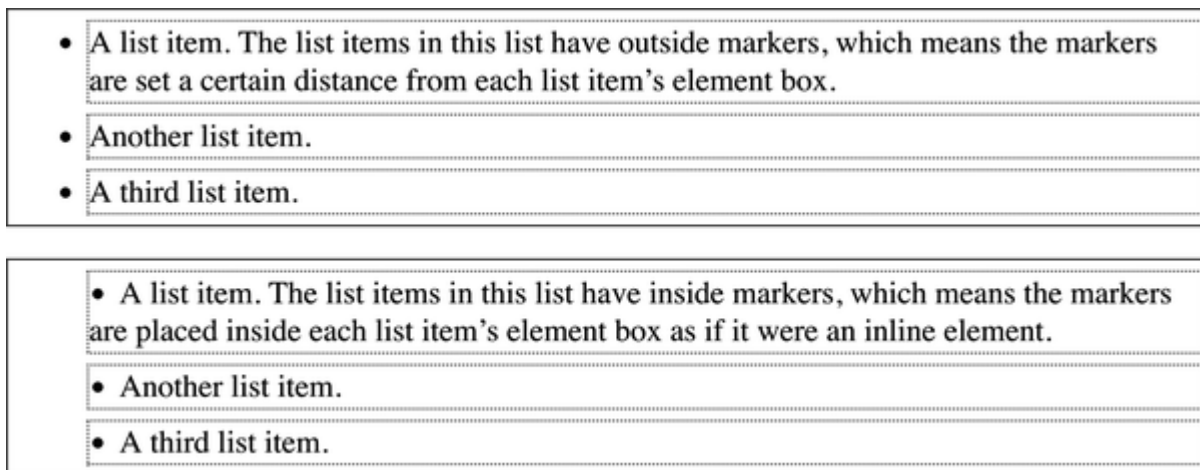 • A list item. The list items in this list have outside markers, which means the markers
are set a certain distance from each list item’s element box.
• Another list item.
• A third list item.
• A list item. The list items in this list have inside markers, which means the markers
are placed inside each list item’s element box as if it were an inline element.
• Another list item.
• A third list item.